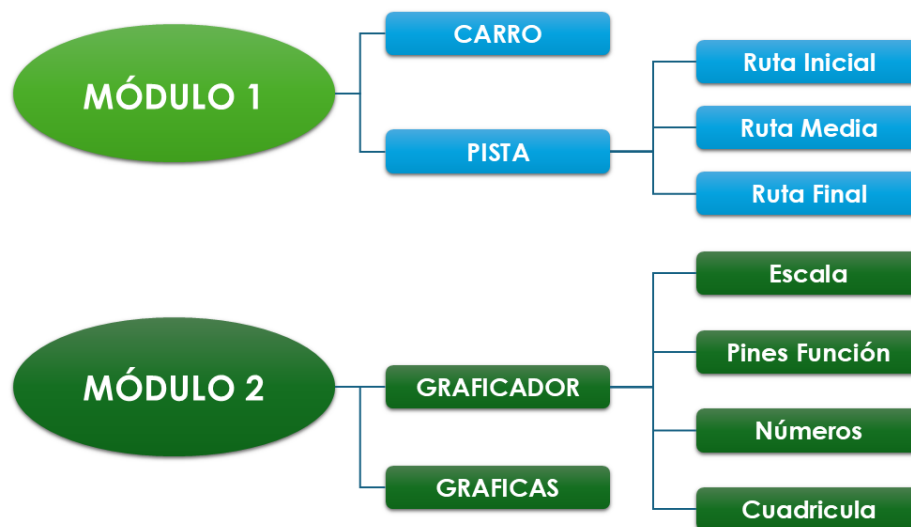 MÓDULO 1
CARRO
PISTA
Ruta Inicial
Ruta Media
Ruta Final
MÓDULO 2
GRAFICADOR
GRAFICAS
Escala
Pines Función
Números
Cuadricula